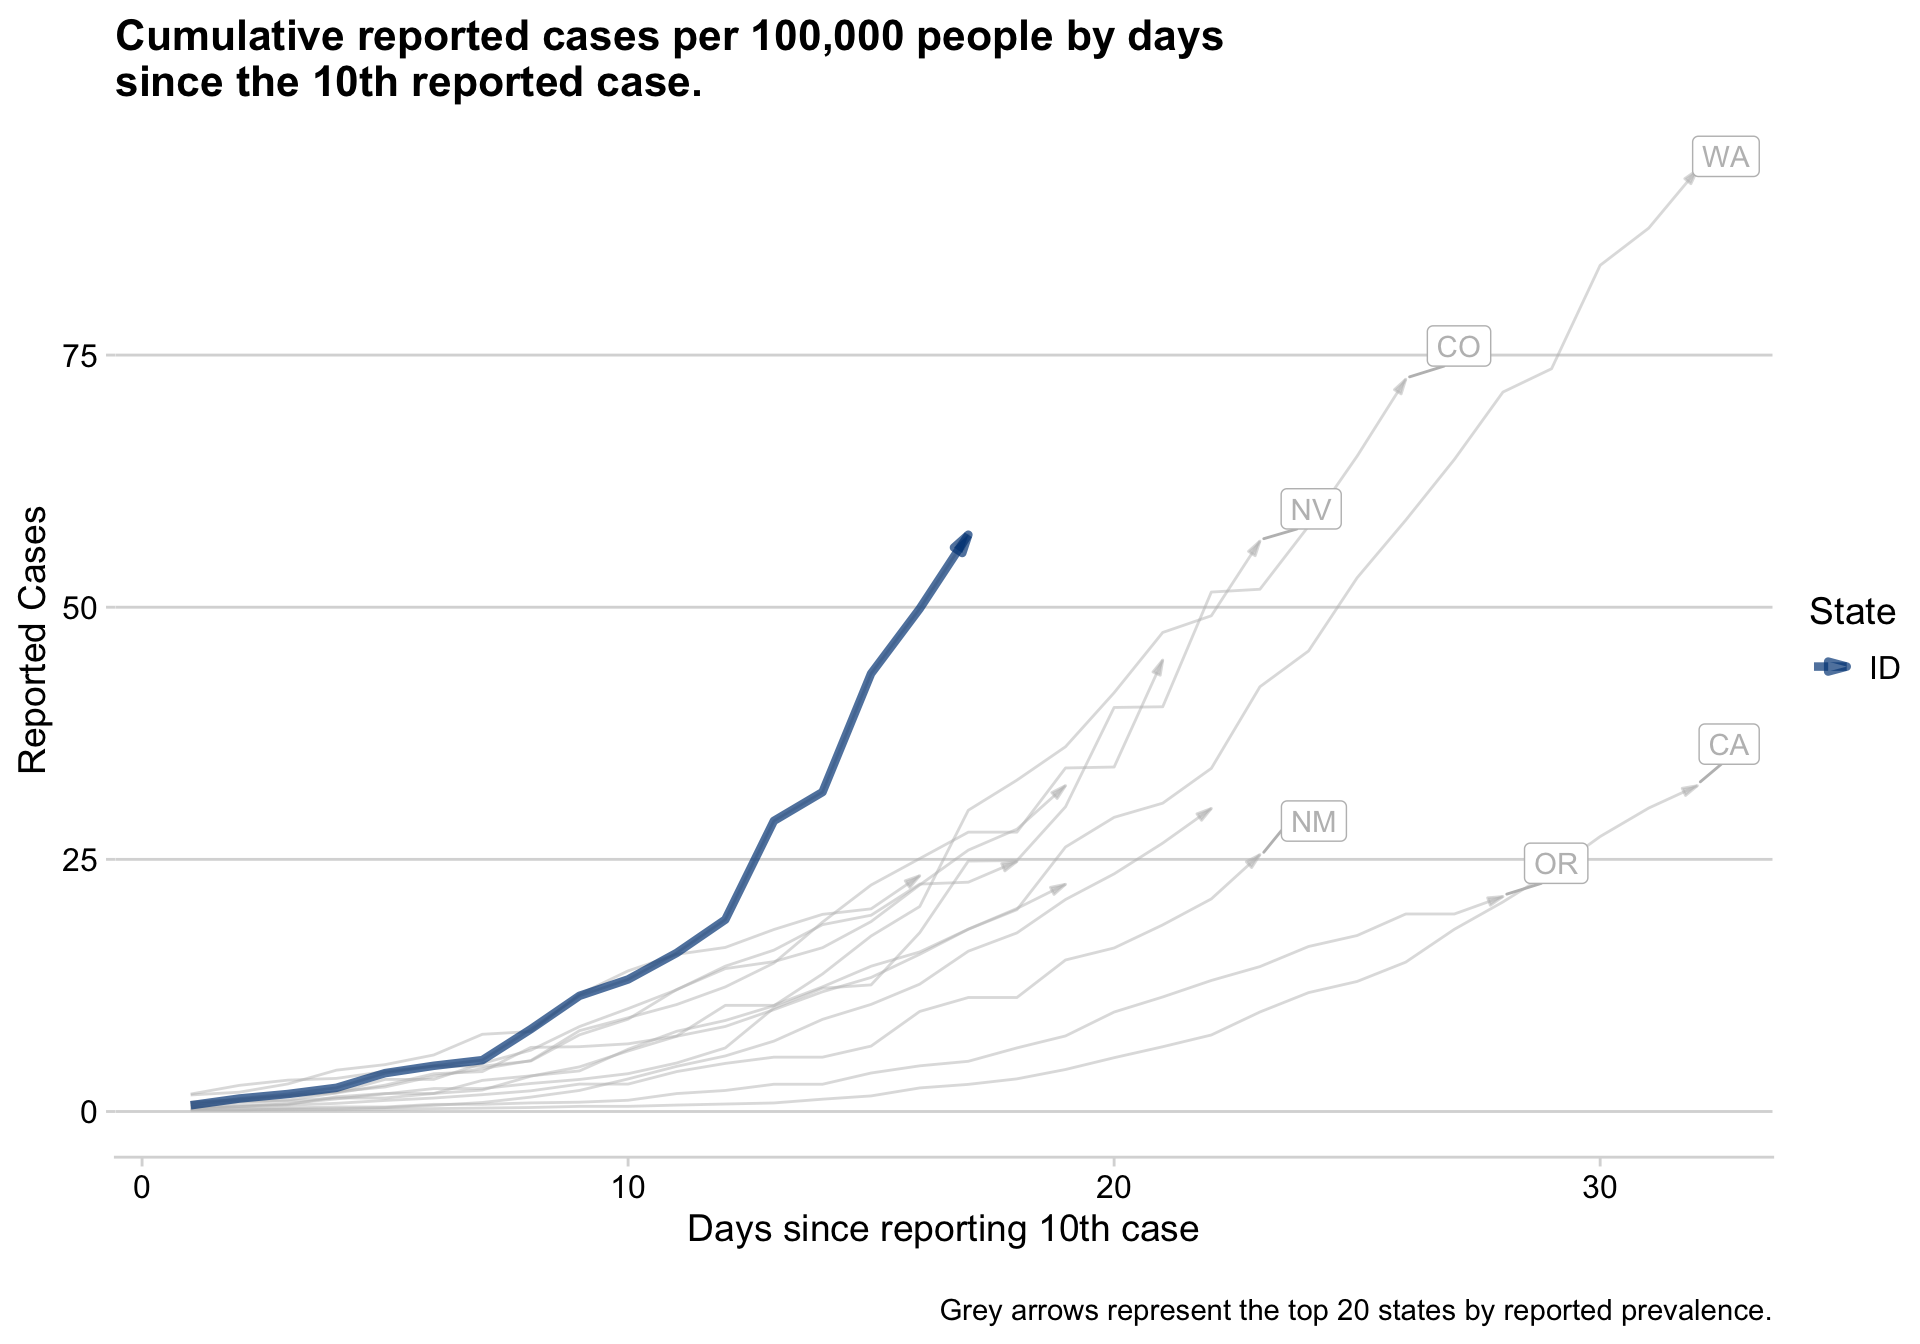 Cumulative reported cases per 100,000 people by days
since the 10th reported case.
WA
CO
75
NV
50
State
ID
Reported Cases
CA
NM
OR
25
0
0 10 20 30
Days since reporting 10th case
Grey arrows represent the top 20 states by reported prevalence.